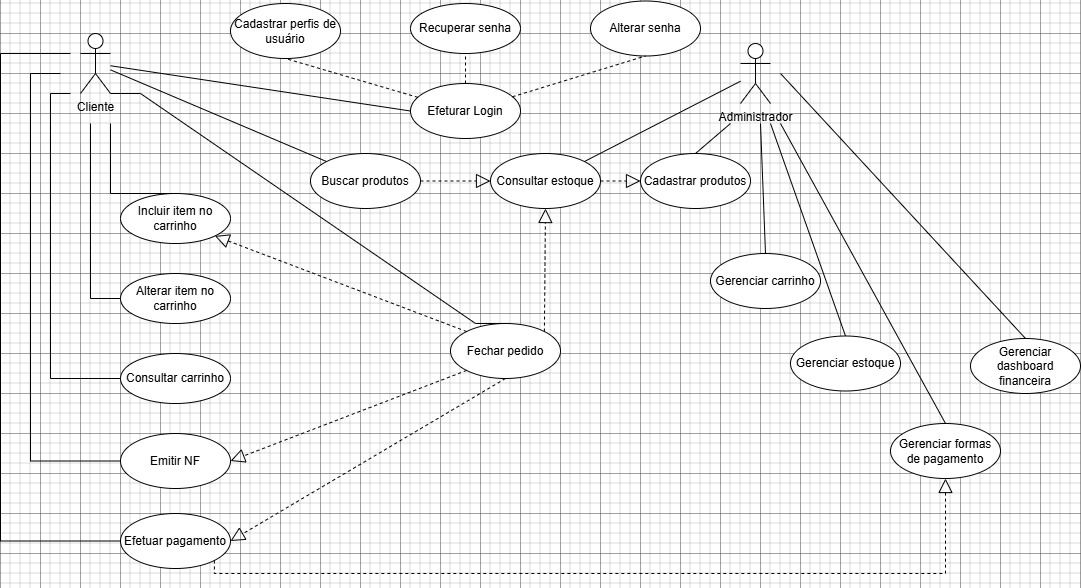 Cadastrar perfis de
usuário
Recuperar senha
Alterar senha
Cliente
Efeturar Login
Administrador
Buscar produtos
Consultar estoque
Cadastrar produtos
Incluir item no
carrinho
Gerenciar carrinho
Alterar item no
carrinho
Fechar pedido
Gerenciar estoque
Gerenciar
dashboard
financeira
Consultar carrinho
Gerenciar formas
de pagamento
Emitir NF
Efetuar pagamento